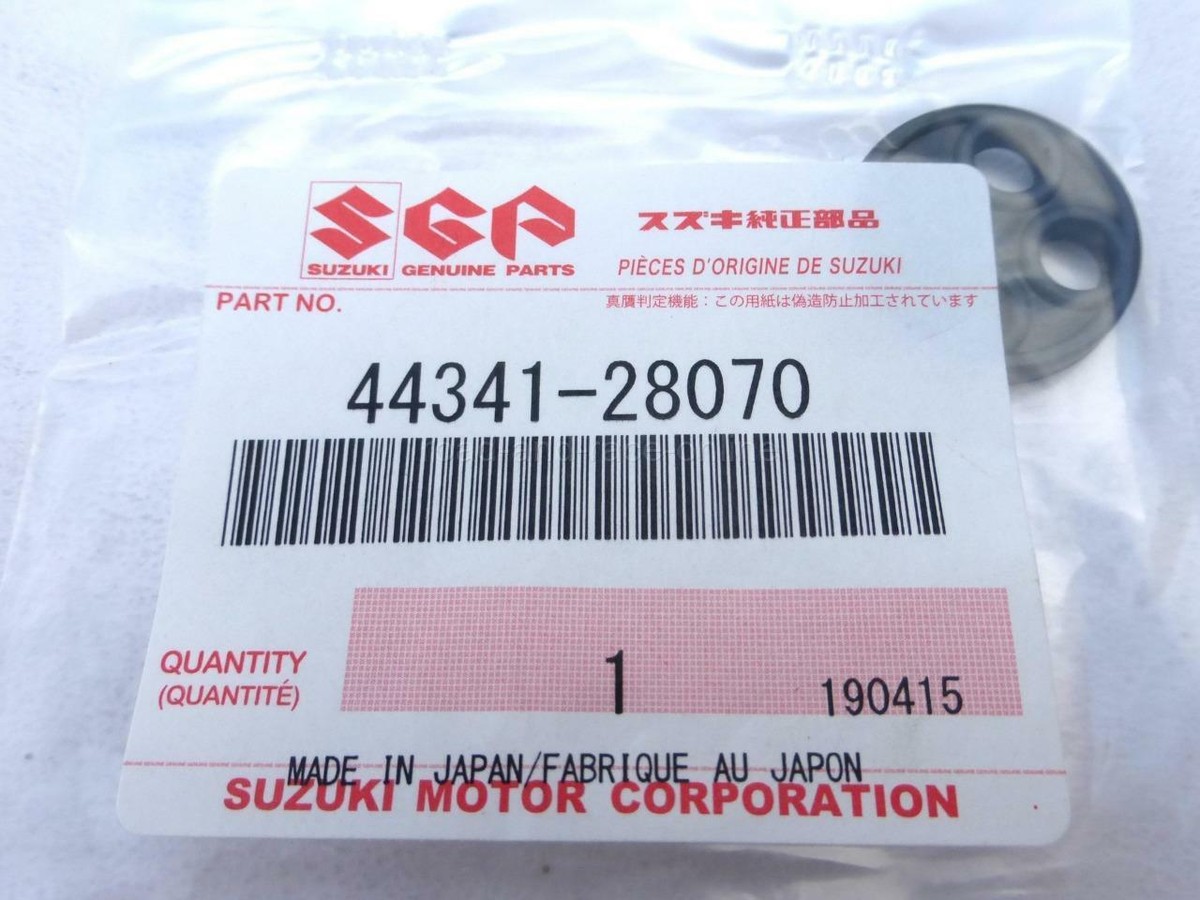 SGP
スズキ純正部品
SUZUKI GENUINE PARTS
PIÈCES D'ORIGINE DE SUZUKI
PART NO.
真贋判定機能：この用紙は偽造防止加工されています
44341-28070
QUANTITY
1
(QUANTITÉ)
190415
MADE IN JAPAN/FABRIQUE AU JAPON
SUZUKI MOTOR CORPORATION